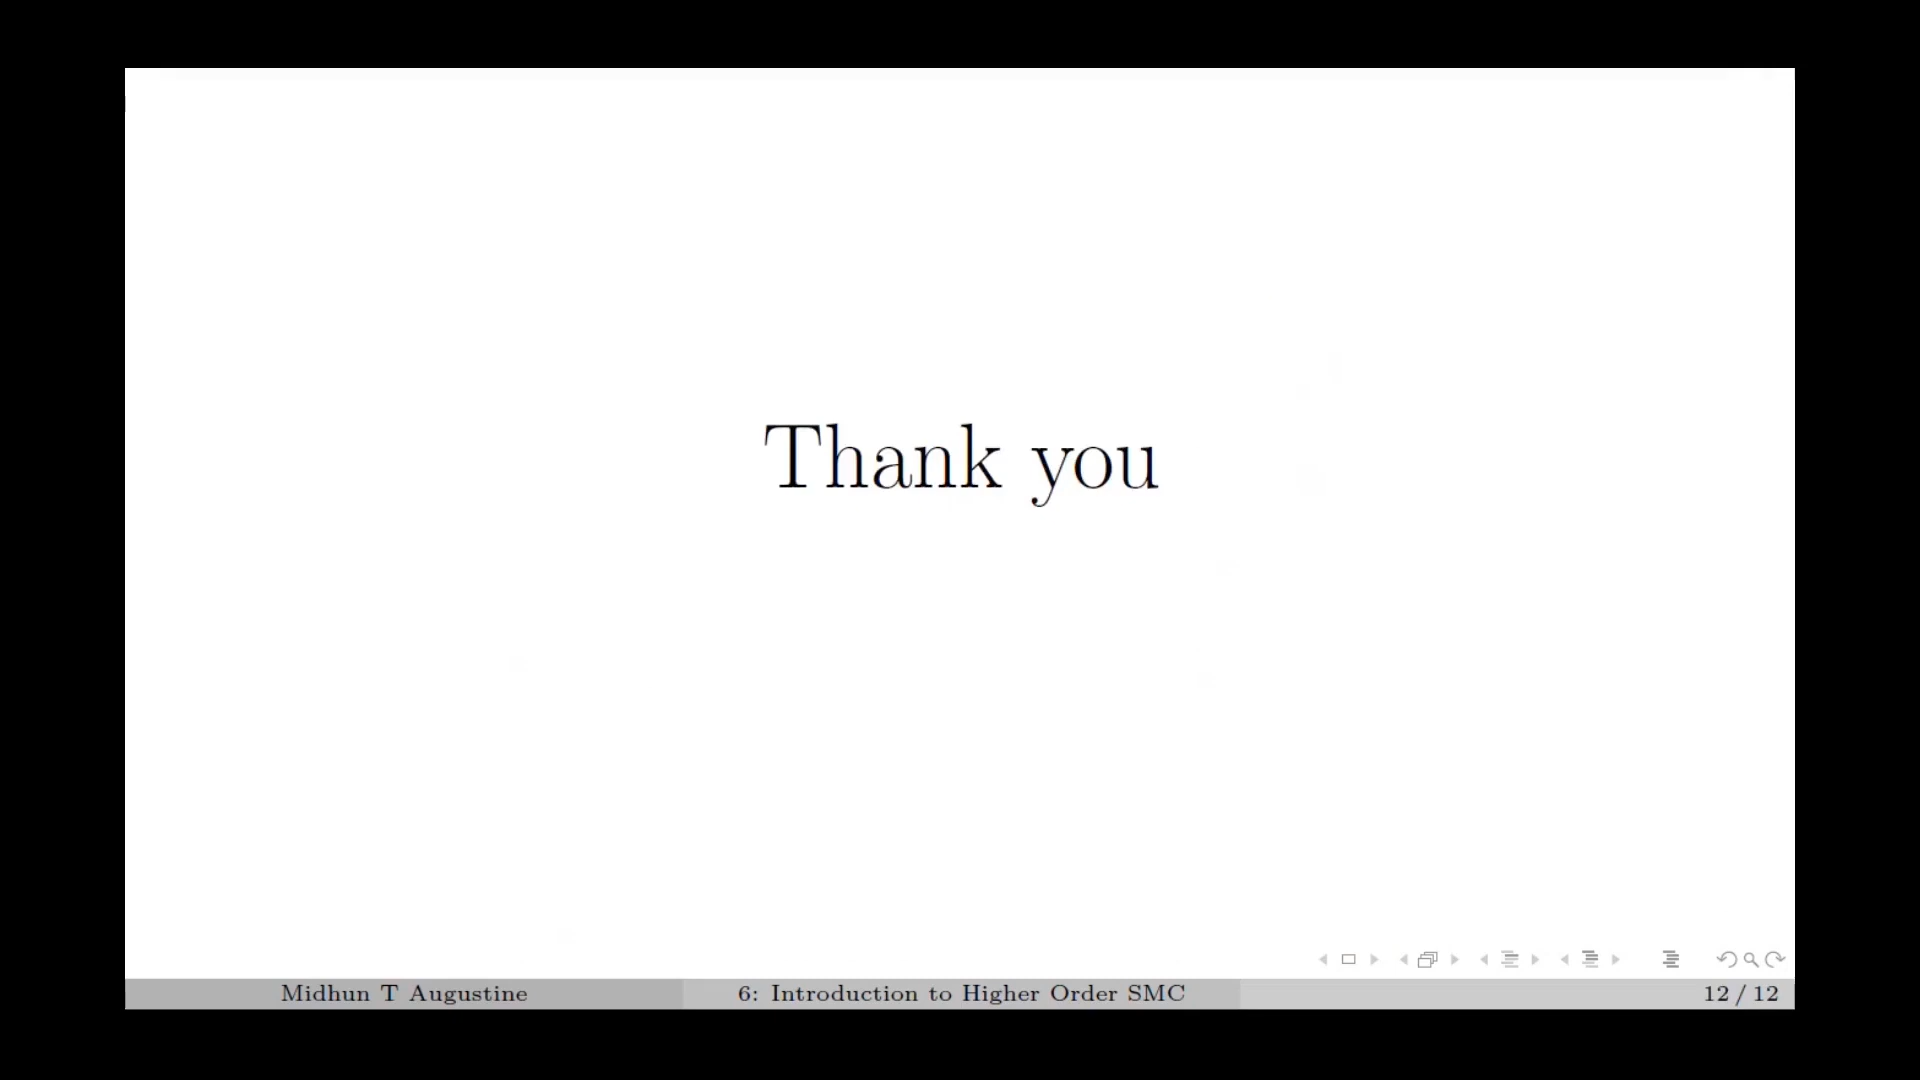 Thank you
Midhun T Augustine 6: Introduction to Higher Order SMC 12 / 12